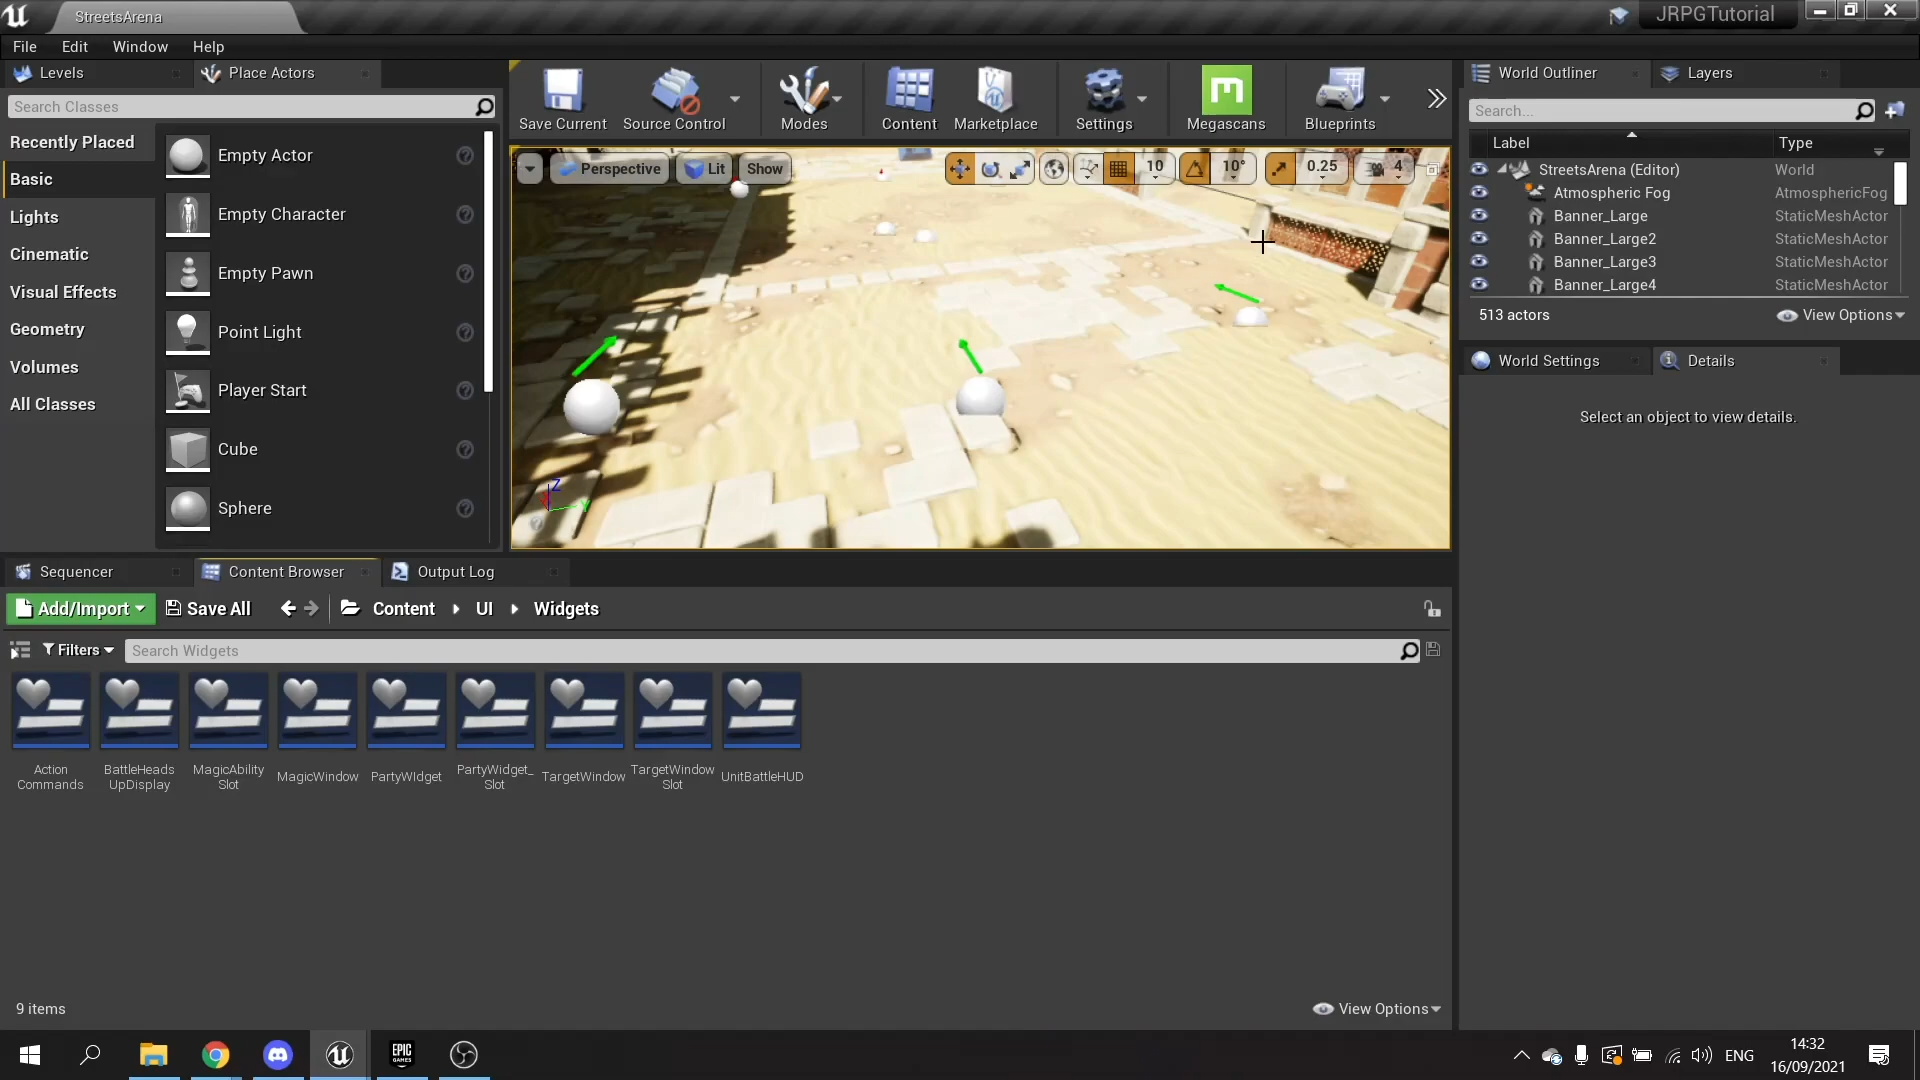 StreetsArena
JRPGTutorial
File Edit Window Help
Levels
Place Actors
Search Classes
Recently Placed
Basic
Lights
Cinematic
Visual Effects
Geometry
Volumes
All Classes
Empty Actor
Empty Character
Empty Pawn
Point Light
Player Start
Cube
Sphere
Save Current
Source Control
Modes
Content
Marketplace
Settings
Megascans
Blueprints
Perspective
Lit
Show
10
10°
0.25
4
Z
Y
World Outliner
Layers
Search...
Label Type
StreetsArena (Editor) World
Atmospheric Fog AtmosphericFog
Banner_Large StaticMeshActor
Banner_Large2 StaticMeshActor
Banner_Large3 StaticMeshActor
Banner_Large4 StaticMeshActor
513 actors
View Options
World Settings
Details
Select an object to view details.
Sequencer
Content Browser
Output Log
Add/Import
Save All
Content
UI
Widgets
Filters
Search Widgets
Action
Commands
BattleHeads
UpDisplay
MagicAbility
Slot
MagicWindow
PartyWIdget
PartyWidget_
Slot
TargetWindow
TargetWindow
Slot
UnitBattleHUD
9 items
View Options
EPIC
GAMES
ENG
14:32
16/09/2021